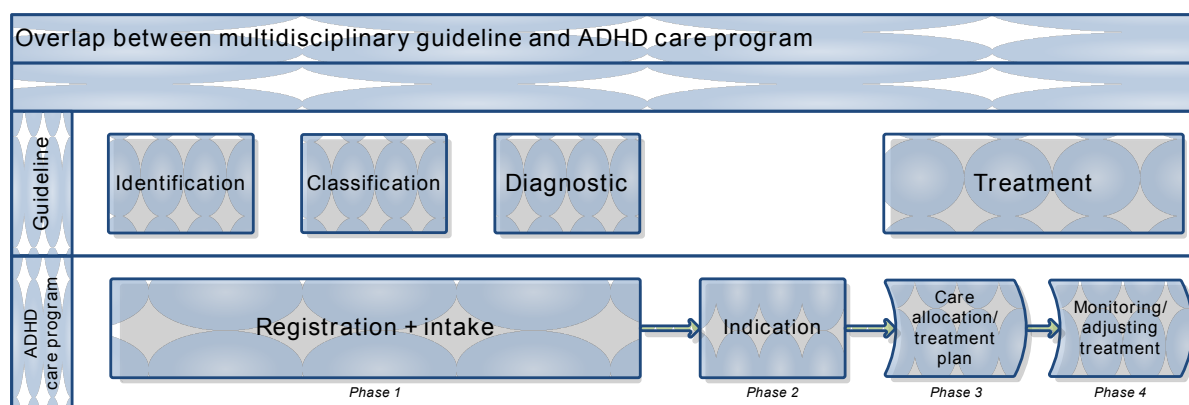 Overlap between multidisciplinary guideline and ADHD care program
Guideline
Identification
Classification
Diagnostic
Treatment
ADHD
care program
Registration + intake
Indication
Care
allocation/
treatment
plan
Monitoring/
adjusting
treatment
Phase 1
Phase 2
Phase 3
Phase 4